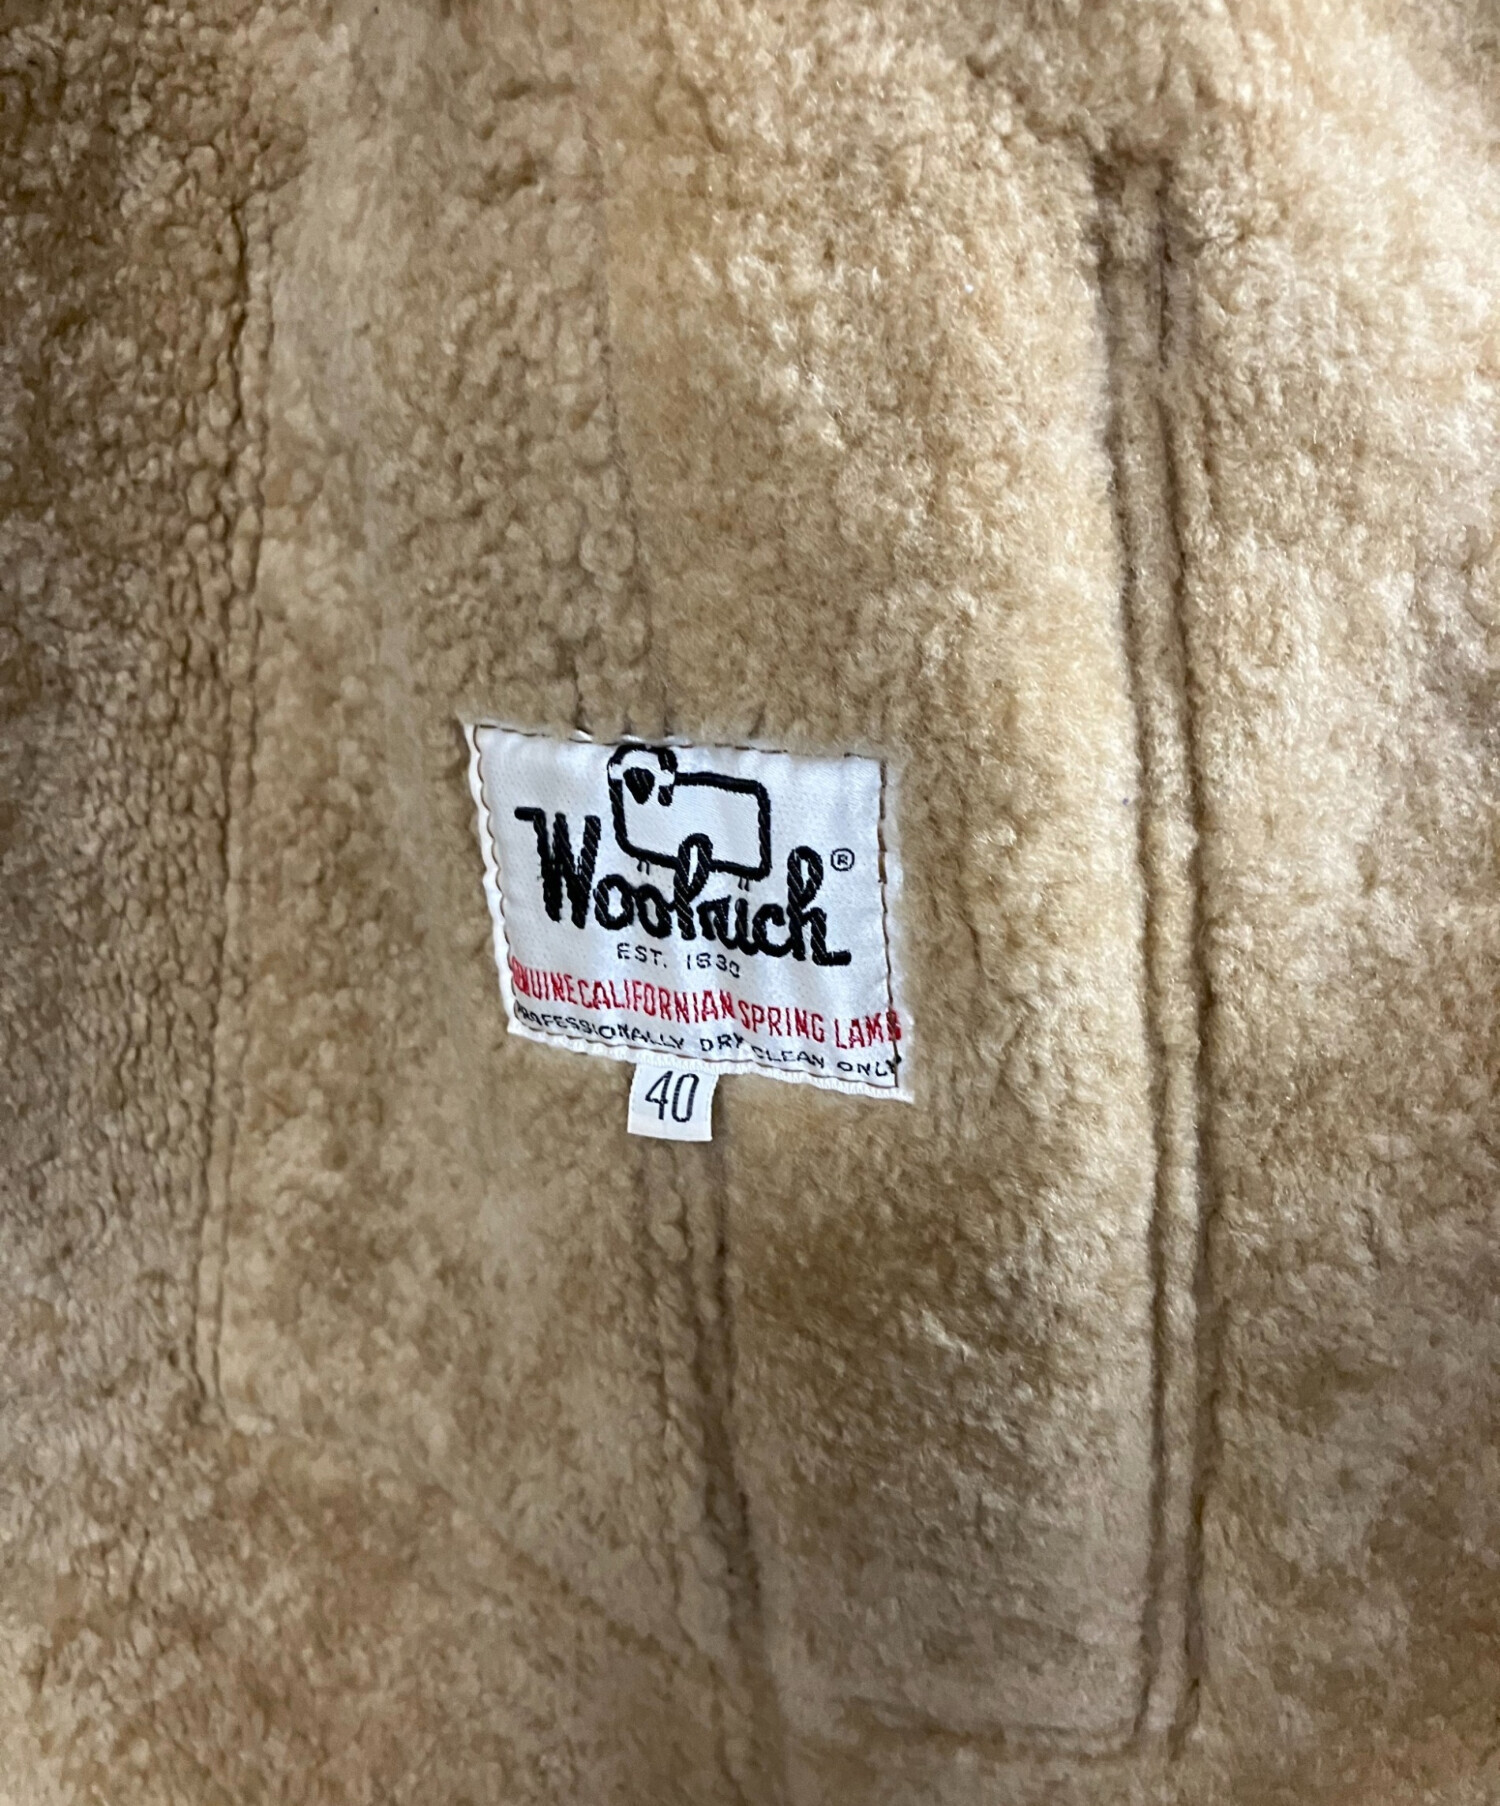 Woolrich®
EST. 1830
GENUINE CALIFORNIAN SPRING LAMB
PROFESSIONALLY DRY CLEAN ONLY
40